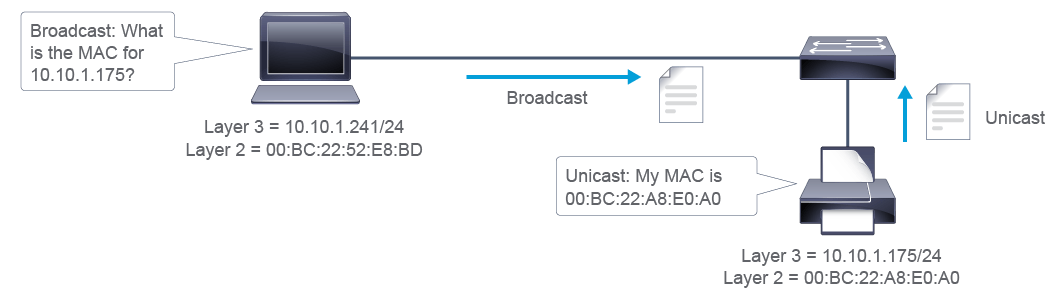 Broadcast: What
is the MAC for
10.10.1.175?
Broadcast
Layer 3 = 10.10.1.241/24
Layer 2 = 00:BC:22:52:E8:BD
Unicast
Unicast: My MAC is
00:BC:22:A8:E0:A0
Layer 3 = 10.10.1.175/24
Layer 2 = 00:BC:22:A8:E0:A0